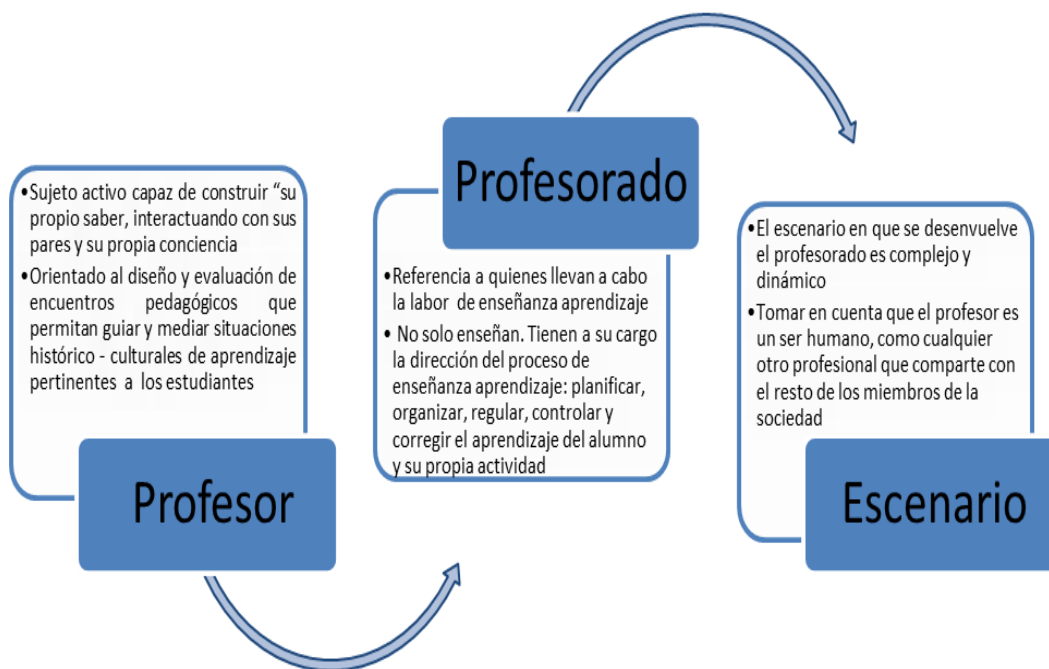 •Sujeto activo capaz de construir “su
propio saber, interactuando con sus
pares y su propia conciencia
•Orientado al diseño y evaluación de
encuentros pedagógicos que
permitan guiar y mediar situaciones
histórico - culturales de aprendizaje
pertinentes a los estudiantes
Profesor
Profesorado
•Referencia a quienes llevan a cabo
la labor de enseñanza aprendizaje
• No solo enseñan. Tienen a su cargo
la dirección del proceso de
enseñanza aprendizaje: planificar,
organizar, regular, controlar y
corregir el aprendizaje del alumno
y su propia actividad
•El escenario en que se desenvuelve
el profesorado es complejo y
dinámico
•Tomar en cuenta que el profesor es
un ser humano, como cualquier
otro profesional que comparte con
el resto de los miembros de la
sociedad
Escenario